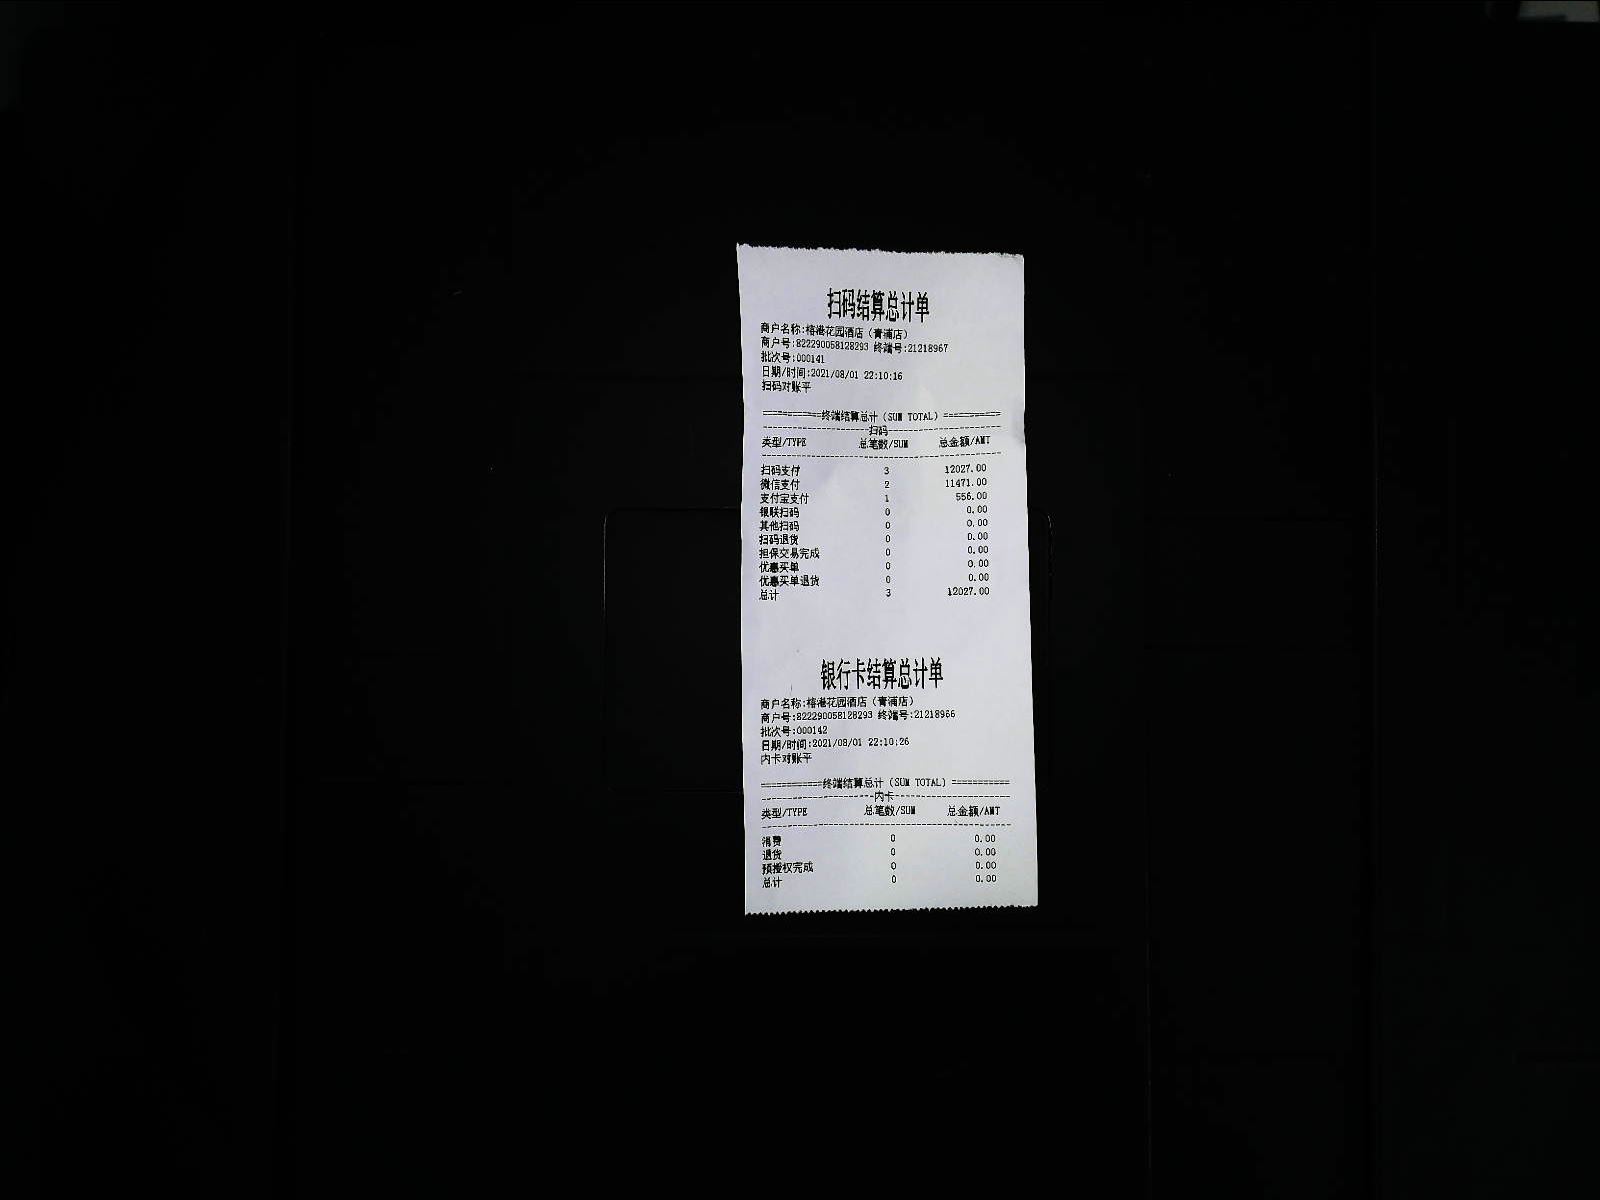 扫码结算总计单
商户名称:榕港花园酒店（青浦店）
商户号:822290058128293 终端号:21218967
批次号:000141
日期/时间:2021/08/01 22:10:16
扫码对账平
============终端结算总计（SUM TOTAL）============
----------------------扫码----------------------
类型/TYPE 总笔数/SUM 总金额/AMT
扫码支付 3 12027.00
微信支付 2 11471.00
支付宝支付 1 556.00
银联扫码 0 0.00
其他扫码 0 0.00
扫码退货 0 0.00
担保交易完成 0 0.00
优惠买单 0 0.00
优惠买单退货 0 0.00
总计 3 12027.00
银行卡结算总计单
商户名称:榕港花园酒店（青浦店）
商户号:822290058128293 终端号:21218966
批次号:000142
日期/时间:2021/08/01 22:10:26
内卡对账平
============终端结算总计（SUM TOTAL）============
----------------------内卡----------------------
类型/TYPE 总笔数/SUM 总金额/AMT
消费 0 0.00
退货 0 0.00
预授权完成 0 0.00
总计 0 0.00